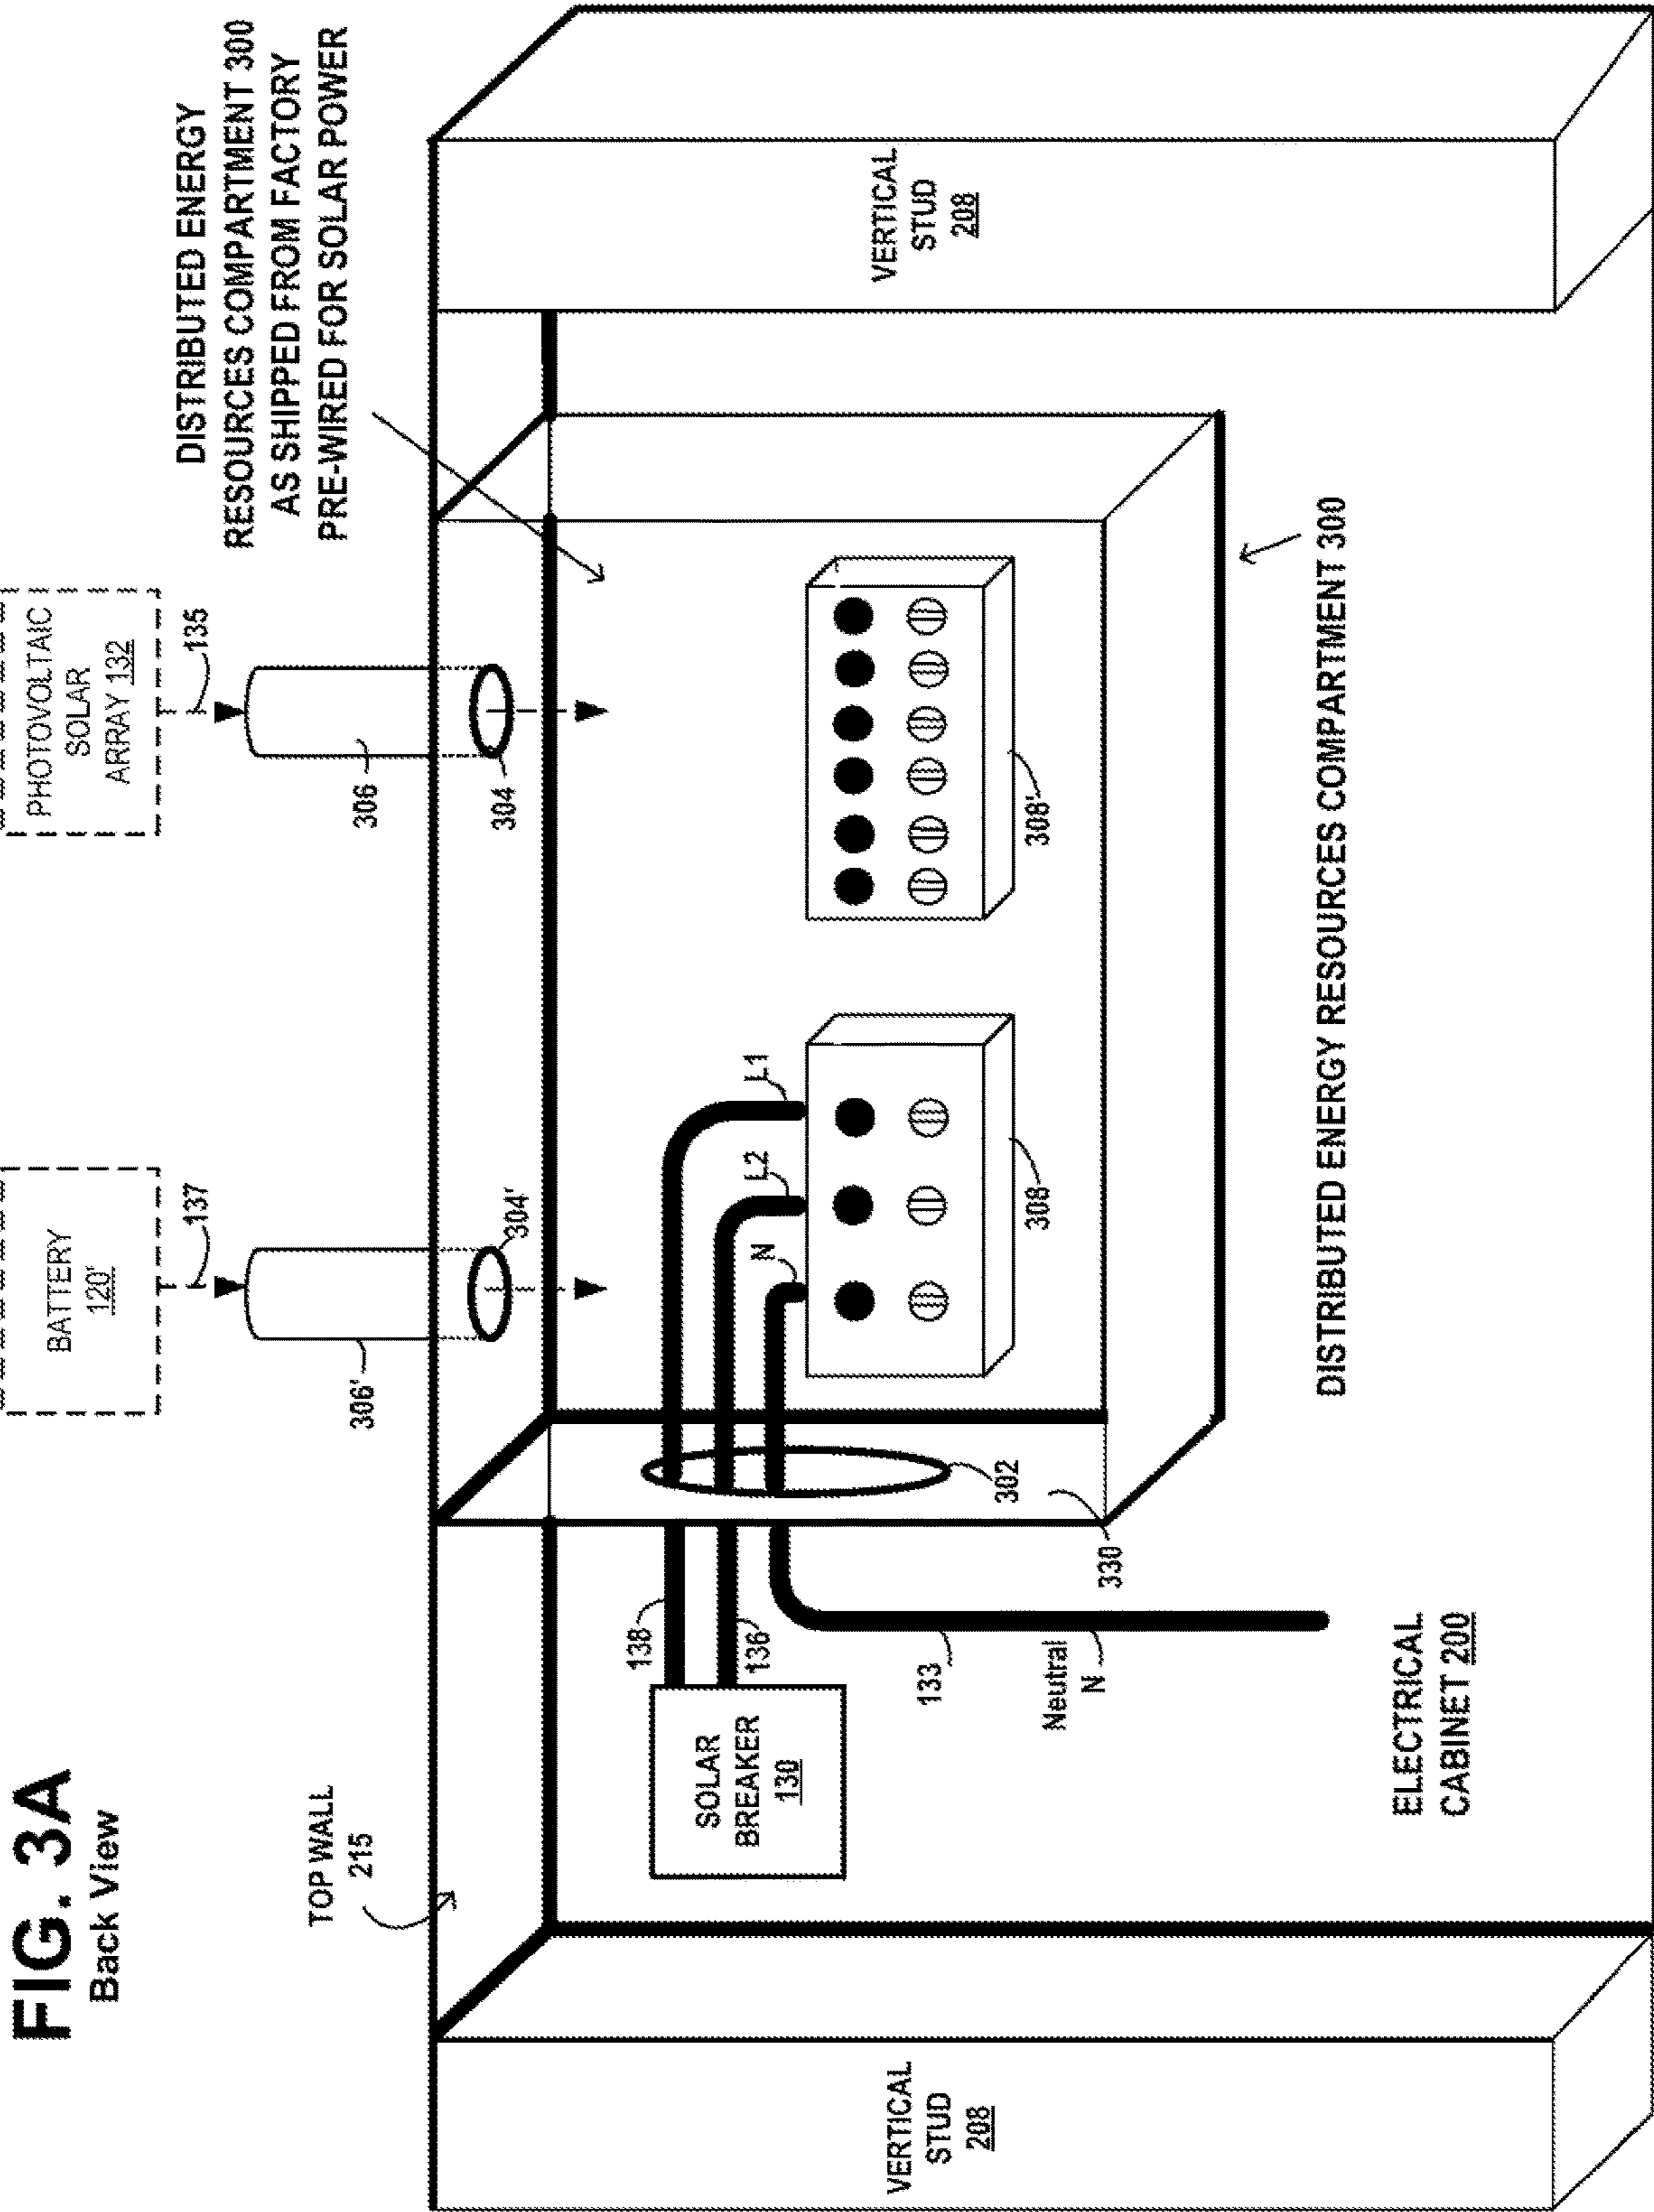 FIG. 3A
Back View
BATTERY
120'
PHOTOVOLTAIC
SOLAR
ARRAY 132
137
135
306'
306
304'
304
DISTRIBUTED ENERGY
RESOURCES COMPARTMENT 300
AS SHIPPED FROM FACTORY
PRE-WIRED FOR SOLAR POWER
TOP WALL
215
SOLAR
BREAKER
130
138
136
133
Neutral
N
N
L2
L1
302
330
308
308'
VERTICAL
STUD
208
VERTICAL
STUD
208
ELECTRICAL
CABINET 200
DISTRIBUTED ENERGY RESOURCES COMPARTMENT 300